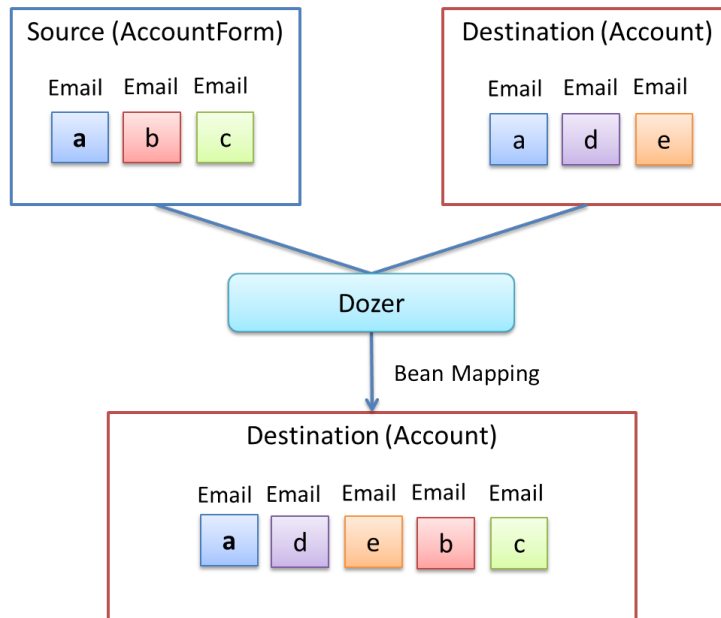 Source (AccountForm)
Email Email Email
a b c
Destination (Account)
Email Email Email
a d e
Dozer
Bean Mapping
Destination (Account)
Email Email Email Email Email
a d e b c